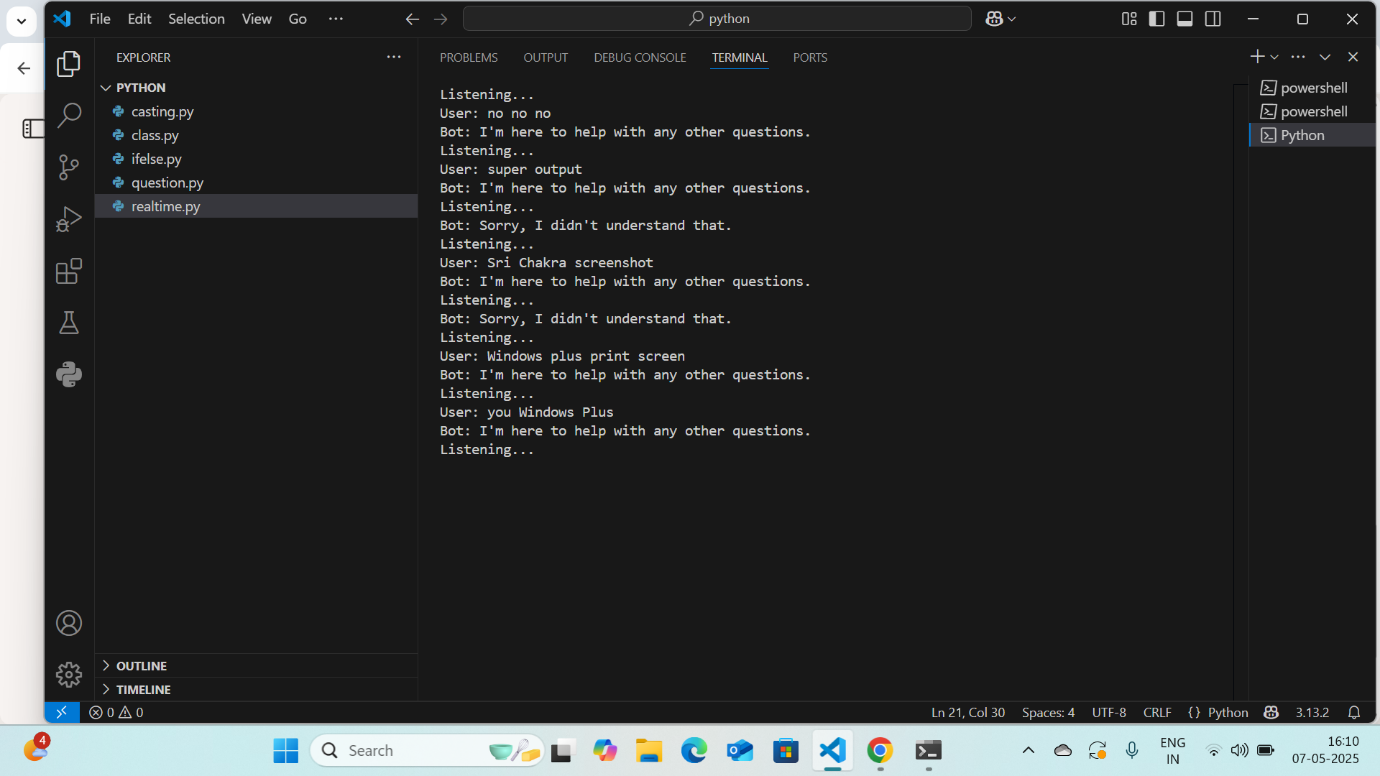 File Edit Selection View Go ··· python
EXPLORER ···
PYTHON
casting.py
class.py
ifelse.py
question.py
realtime.py
OUTLINE
TIMELINE
PROBLEMS OUTPUT DEBUG CONSOLE TERMINAL PORTS
Listening...
User: no no no
Bot: I'm here to help with any other questions.
Listening...
User: super output
Bot: I'm here to help with any other questions.
Listening...
Bot: Sorry, I didn't understand that.
Listening...
User: Sri Chakra screenshot
Bot: I'm here to help with any other questions.
Listening...
Bot: Sorry, I didn't understand that.
Listening...
User: Windows plus print screen
Bot: I'm here to help with any other questions.
Listening...
User: you Windows Plus
Bot: I'm here to help with any other questions.
Listening...
powershell
powershell
Python
0 0 Ln 21, Col 30 Spaces: 4 UTF-8 CRLF {} Python 3.13.2
4 Search ENG 16:10
IN 07-05-2025